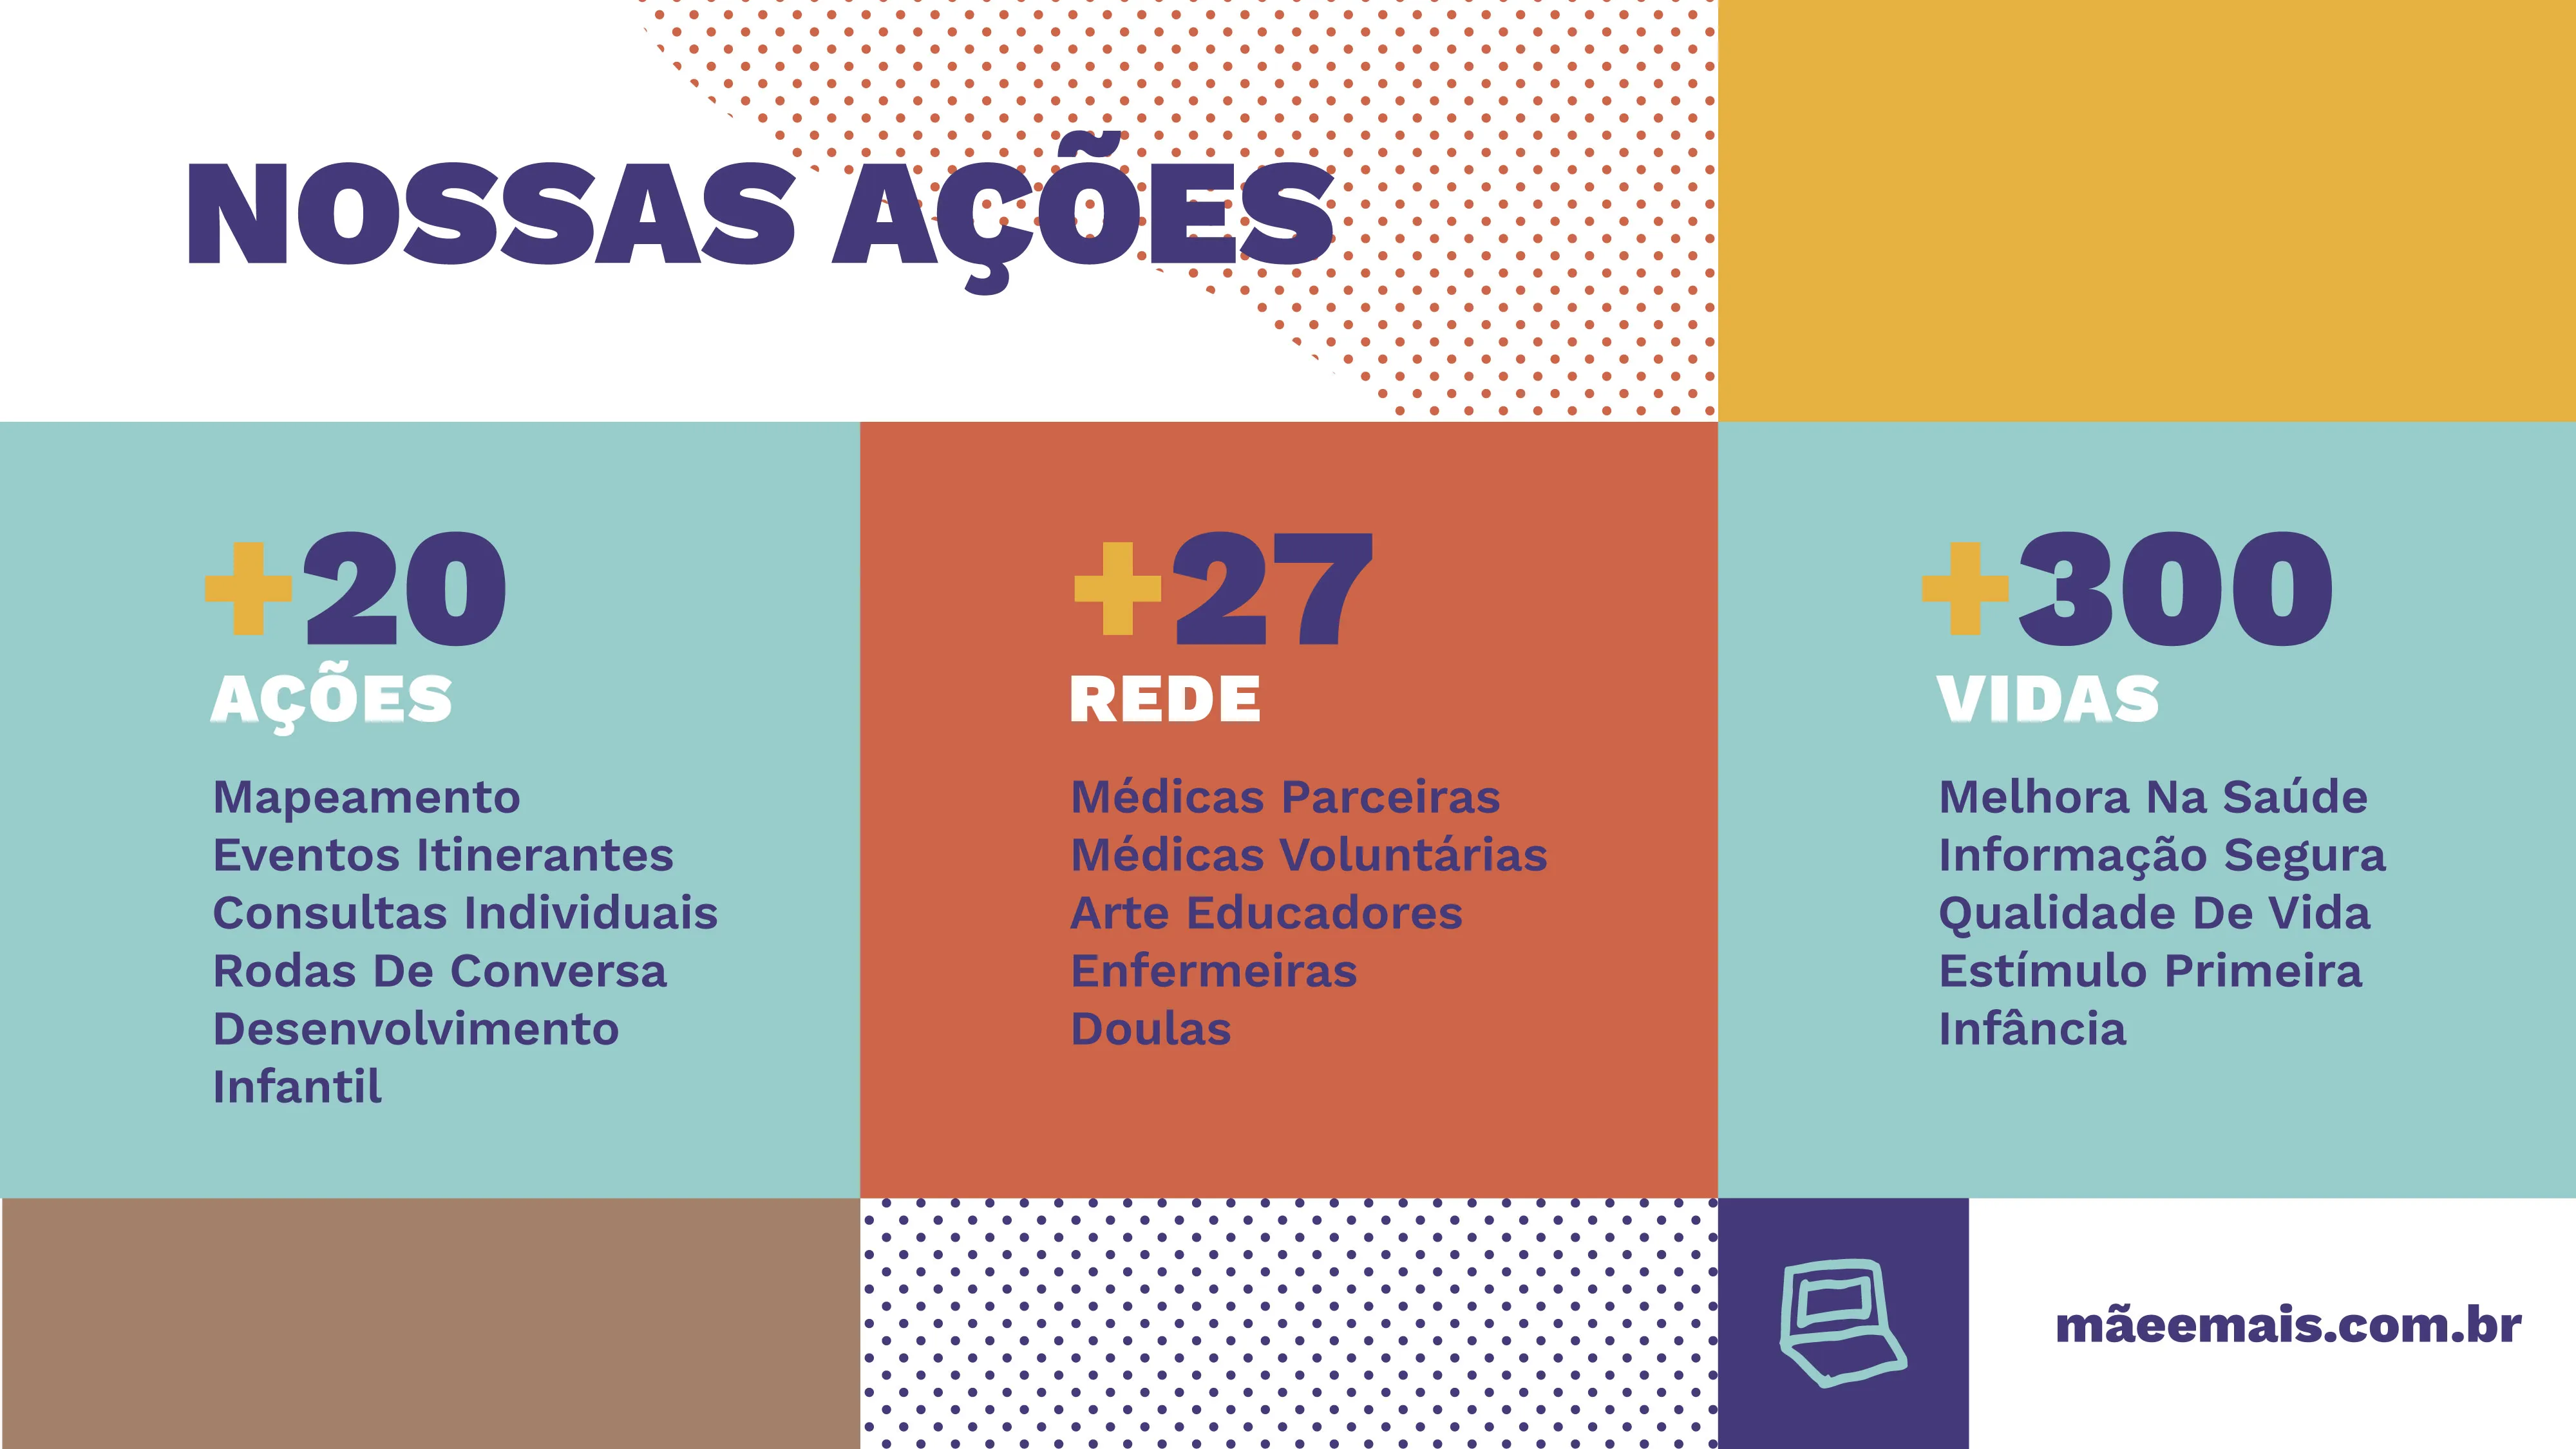 NOSSAS AÇÕES
+20
AÇÕES
Mapeamento
Eventos Itinerantes
Consultas Individuais
Rodas De Conversa
Desenvolvimento
Infantil
+27
REDE
Médicas Parceiras
Médicas Voluntárias
Arte Educadores
Enfermeiras
Doulas
+300
VIDAS
Melhora Na Saúde
Informação Segura
Qualidade De Vida
Estímulo Primeira
Infância
mãeemais.com.br